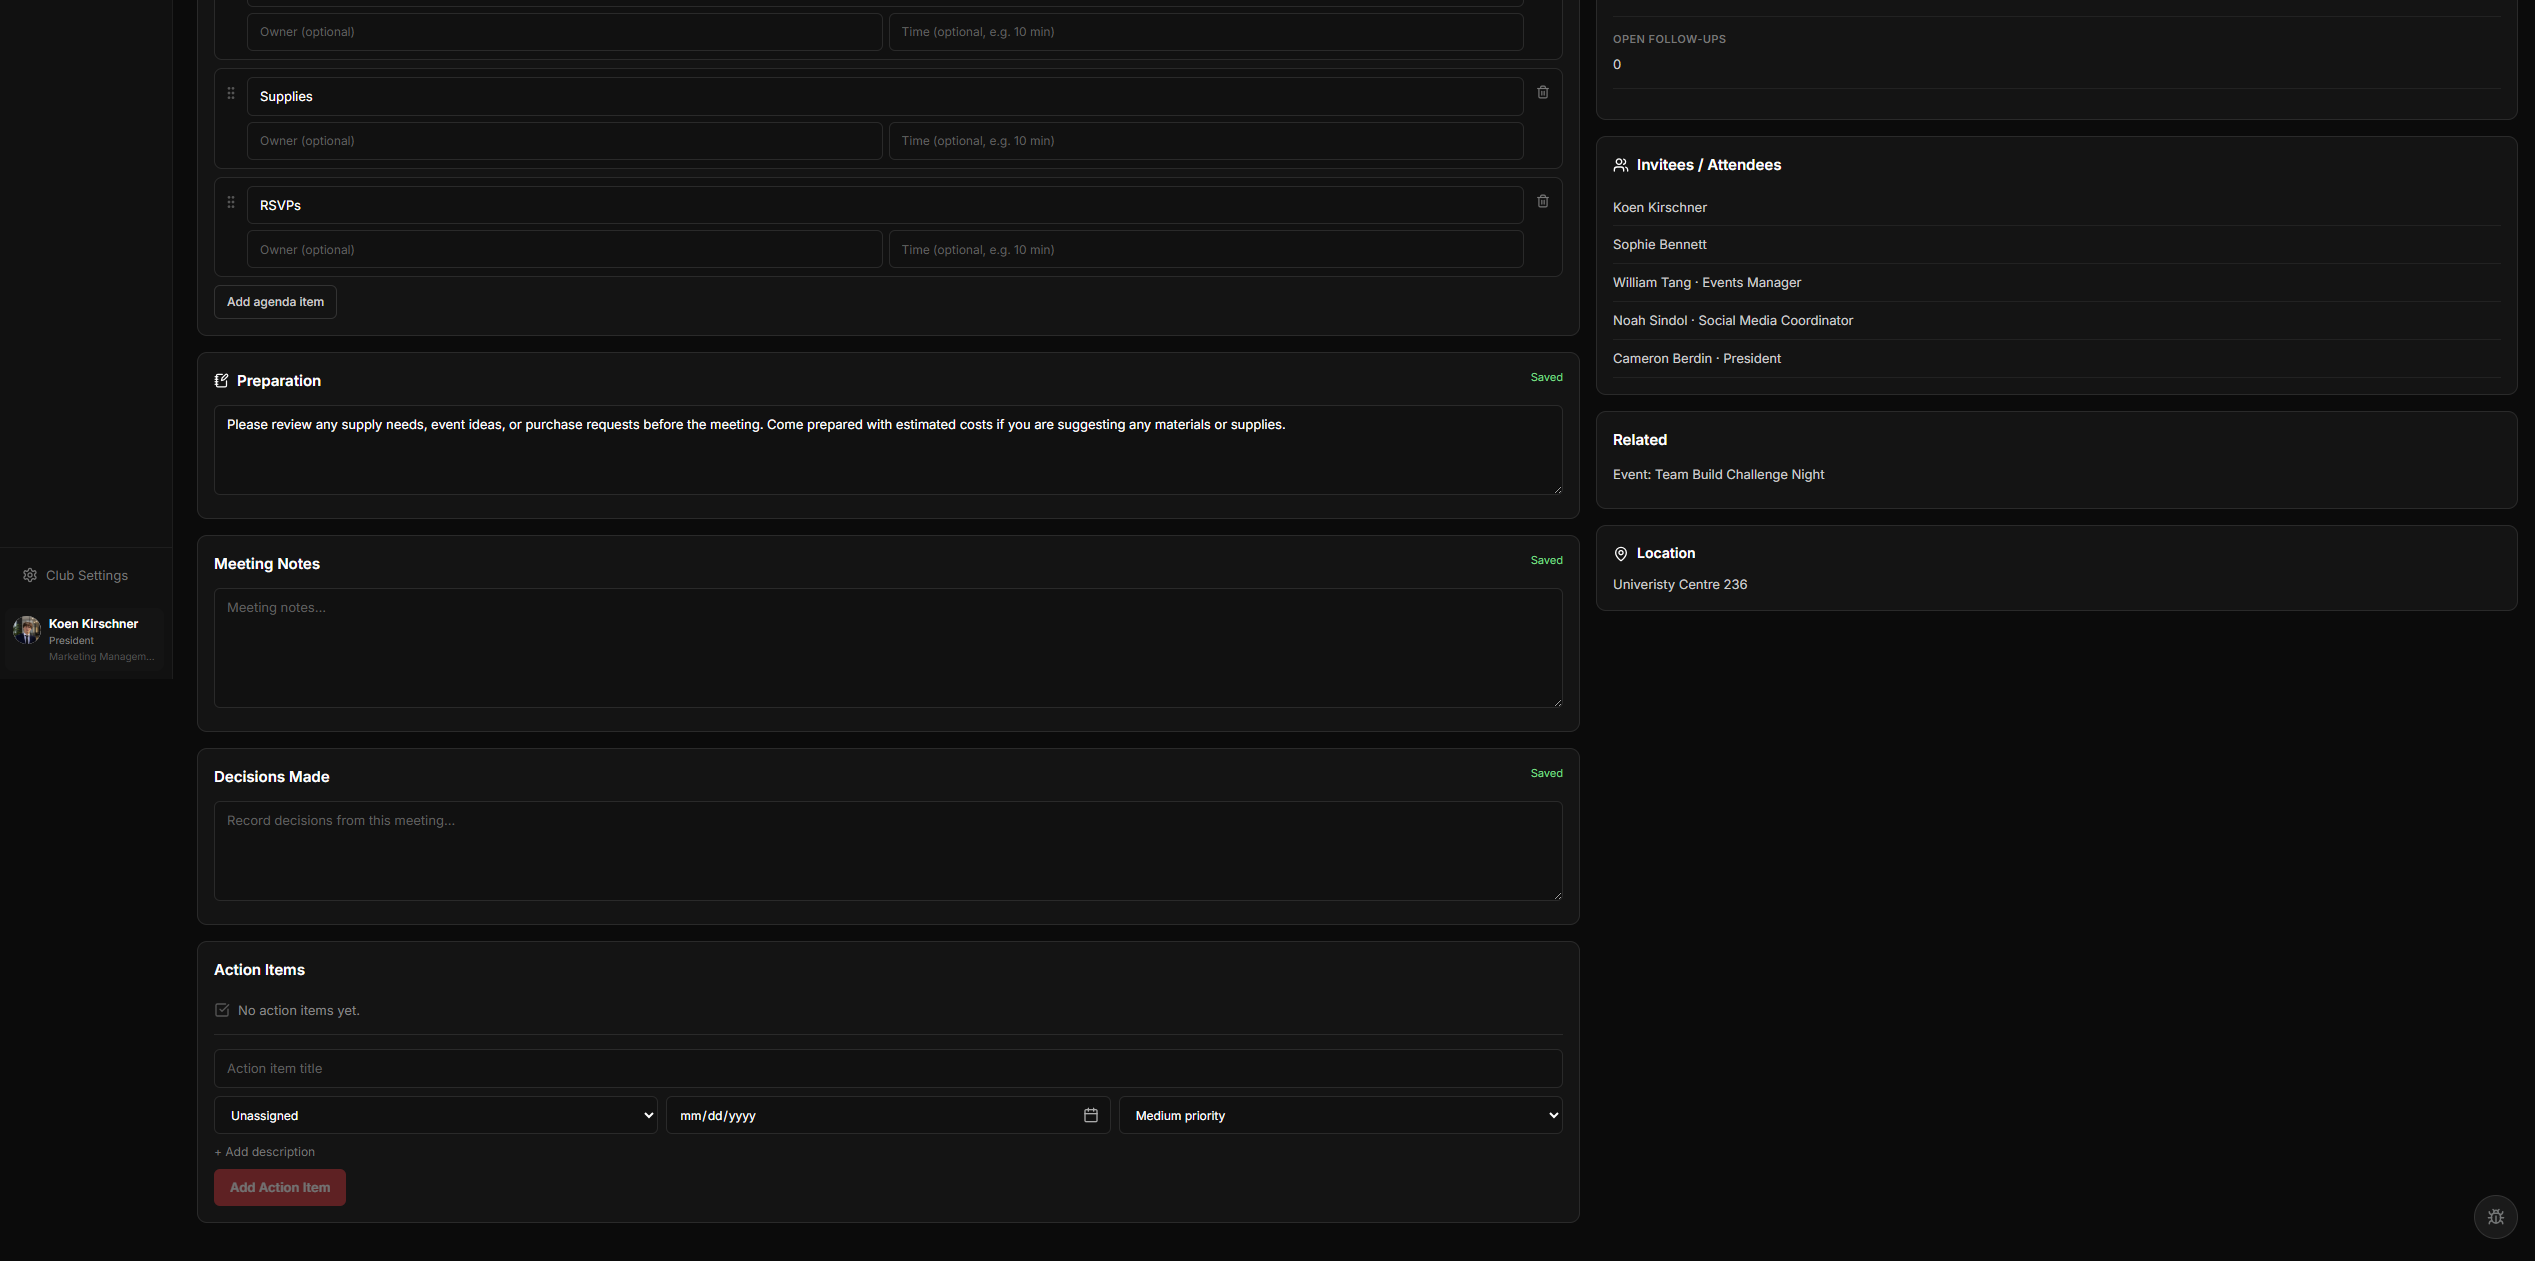 Owner (optional)
Time (optional, e.g. 10 min)
Supplies
Owner (optional)
Time (optional, e.g. 10 min)
RSVPs
Owner (optional)
Time (optional, e.g. 10 min)
Add agenda item
Preparation
Saved
Please review any supply needs, event ideas, or purchase requests before the meeting. Come prepared with estimated costs if you are suggesting any materials or supplies.
Meeting Notes
Saved
Meeting notes...
Decisions Made
Saved
Record decisions from this meeting...
Action Items
No action items yet.
Action item title
Unassigned
mm/dd/yyyy
Medium priority
+ Add description
Add Action Item
OPEN FOLLOW-UPS
0
Invitees / Attendees
Koen Kirschner
Sophie Bennett
William Tang · Events Manager
Noah Sindol · Social Media Coordinator
Cameron Berdin · President
Related
Event: Team Build Challenge Night
Location
Univeristy Centre 236
Club Settings
Koen Kirschner
President
Marketing Managem...